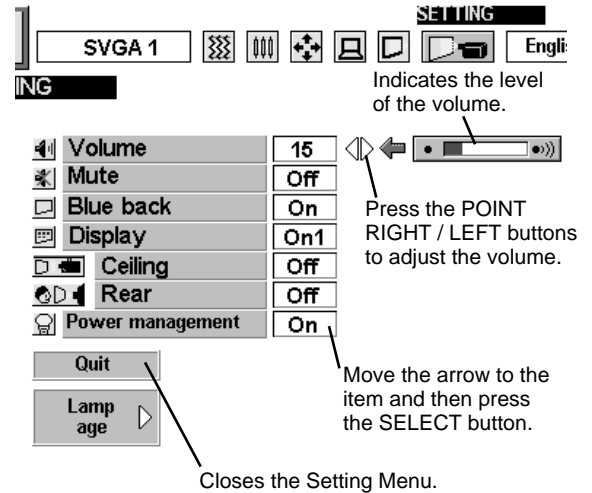 SETTING
SVGA 1
ING
Indicates the level
of the volume.
Volume 15
Mute Off
Blue back On
Display On1
Ceiling Off
Rear Off
Power management On
Press the POINT
RIGHT / LEFT buttons
to adjust the volume.
Quit
Lamp
age
Move the arrow to the
item and then press
the SELECT button.
Closes the Setting Menu.